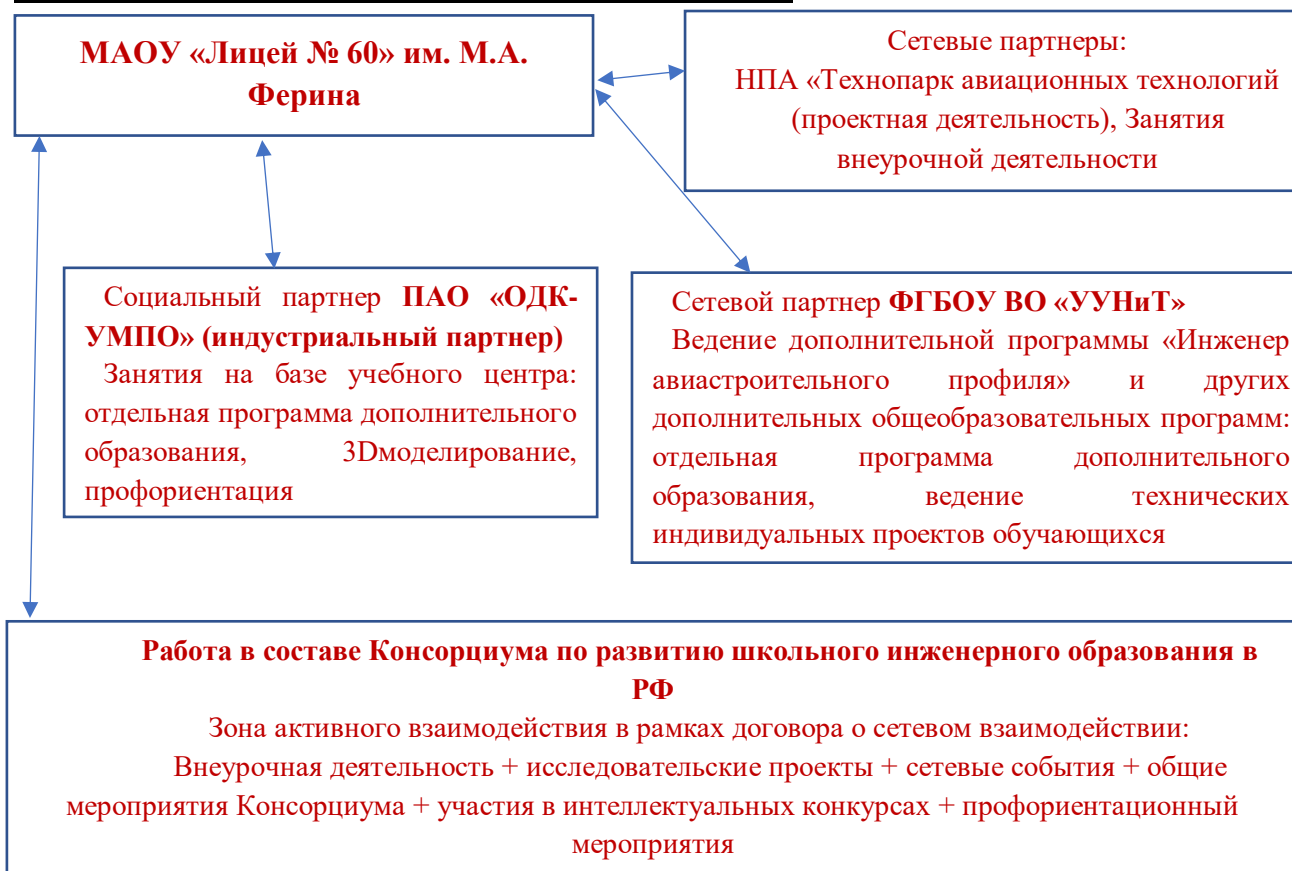 МАОУ «Лицей № 60» им. М.А.
Ферина
Сетевые партнеры:
НПА «Технопарк авиационных технологий
(проектная деятельность), Занятия
внеурочной деятельности
Социальный партнер ПАО «ОДК-
УМПО» (индустриальный партнер)
Занятия на базе учебного центра:
отдельная программа дополнительного
образования, 3Dмоделирование,
профориентация
Сетевой партнер ФГБОУ ВО «УУНиТ»
Ведение дополнительной программы «Инженер
авиастроительного профиля» и других
дополнительных общеобразовательных программ:
отдельная программа дополнительного
образования, ведение технических
индивидуальных проектов обучающихся
Работа в составе Консорциума по развитию школьного инженерного образования в
РФ
Зона активного взаимодействия в рамках договора о сетевом взаимодействии:
Внеурочная деятельность + исследовательские проекты + сетевые события + общие
мероприятия Консорциума + участия в интеллектуальных конкурсах + профориентационный
мероприятия